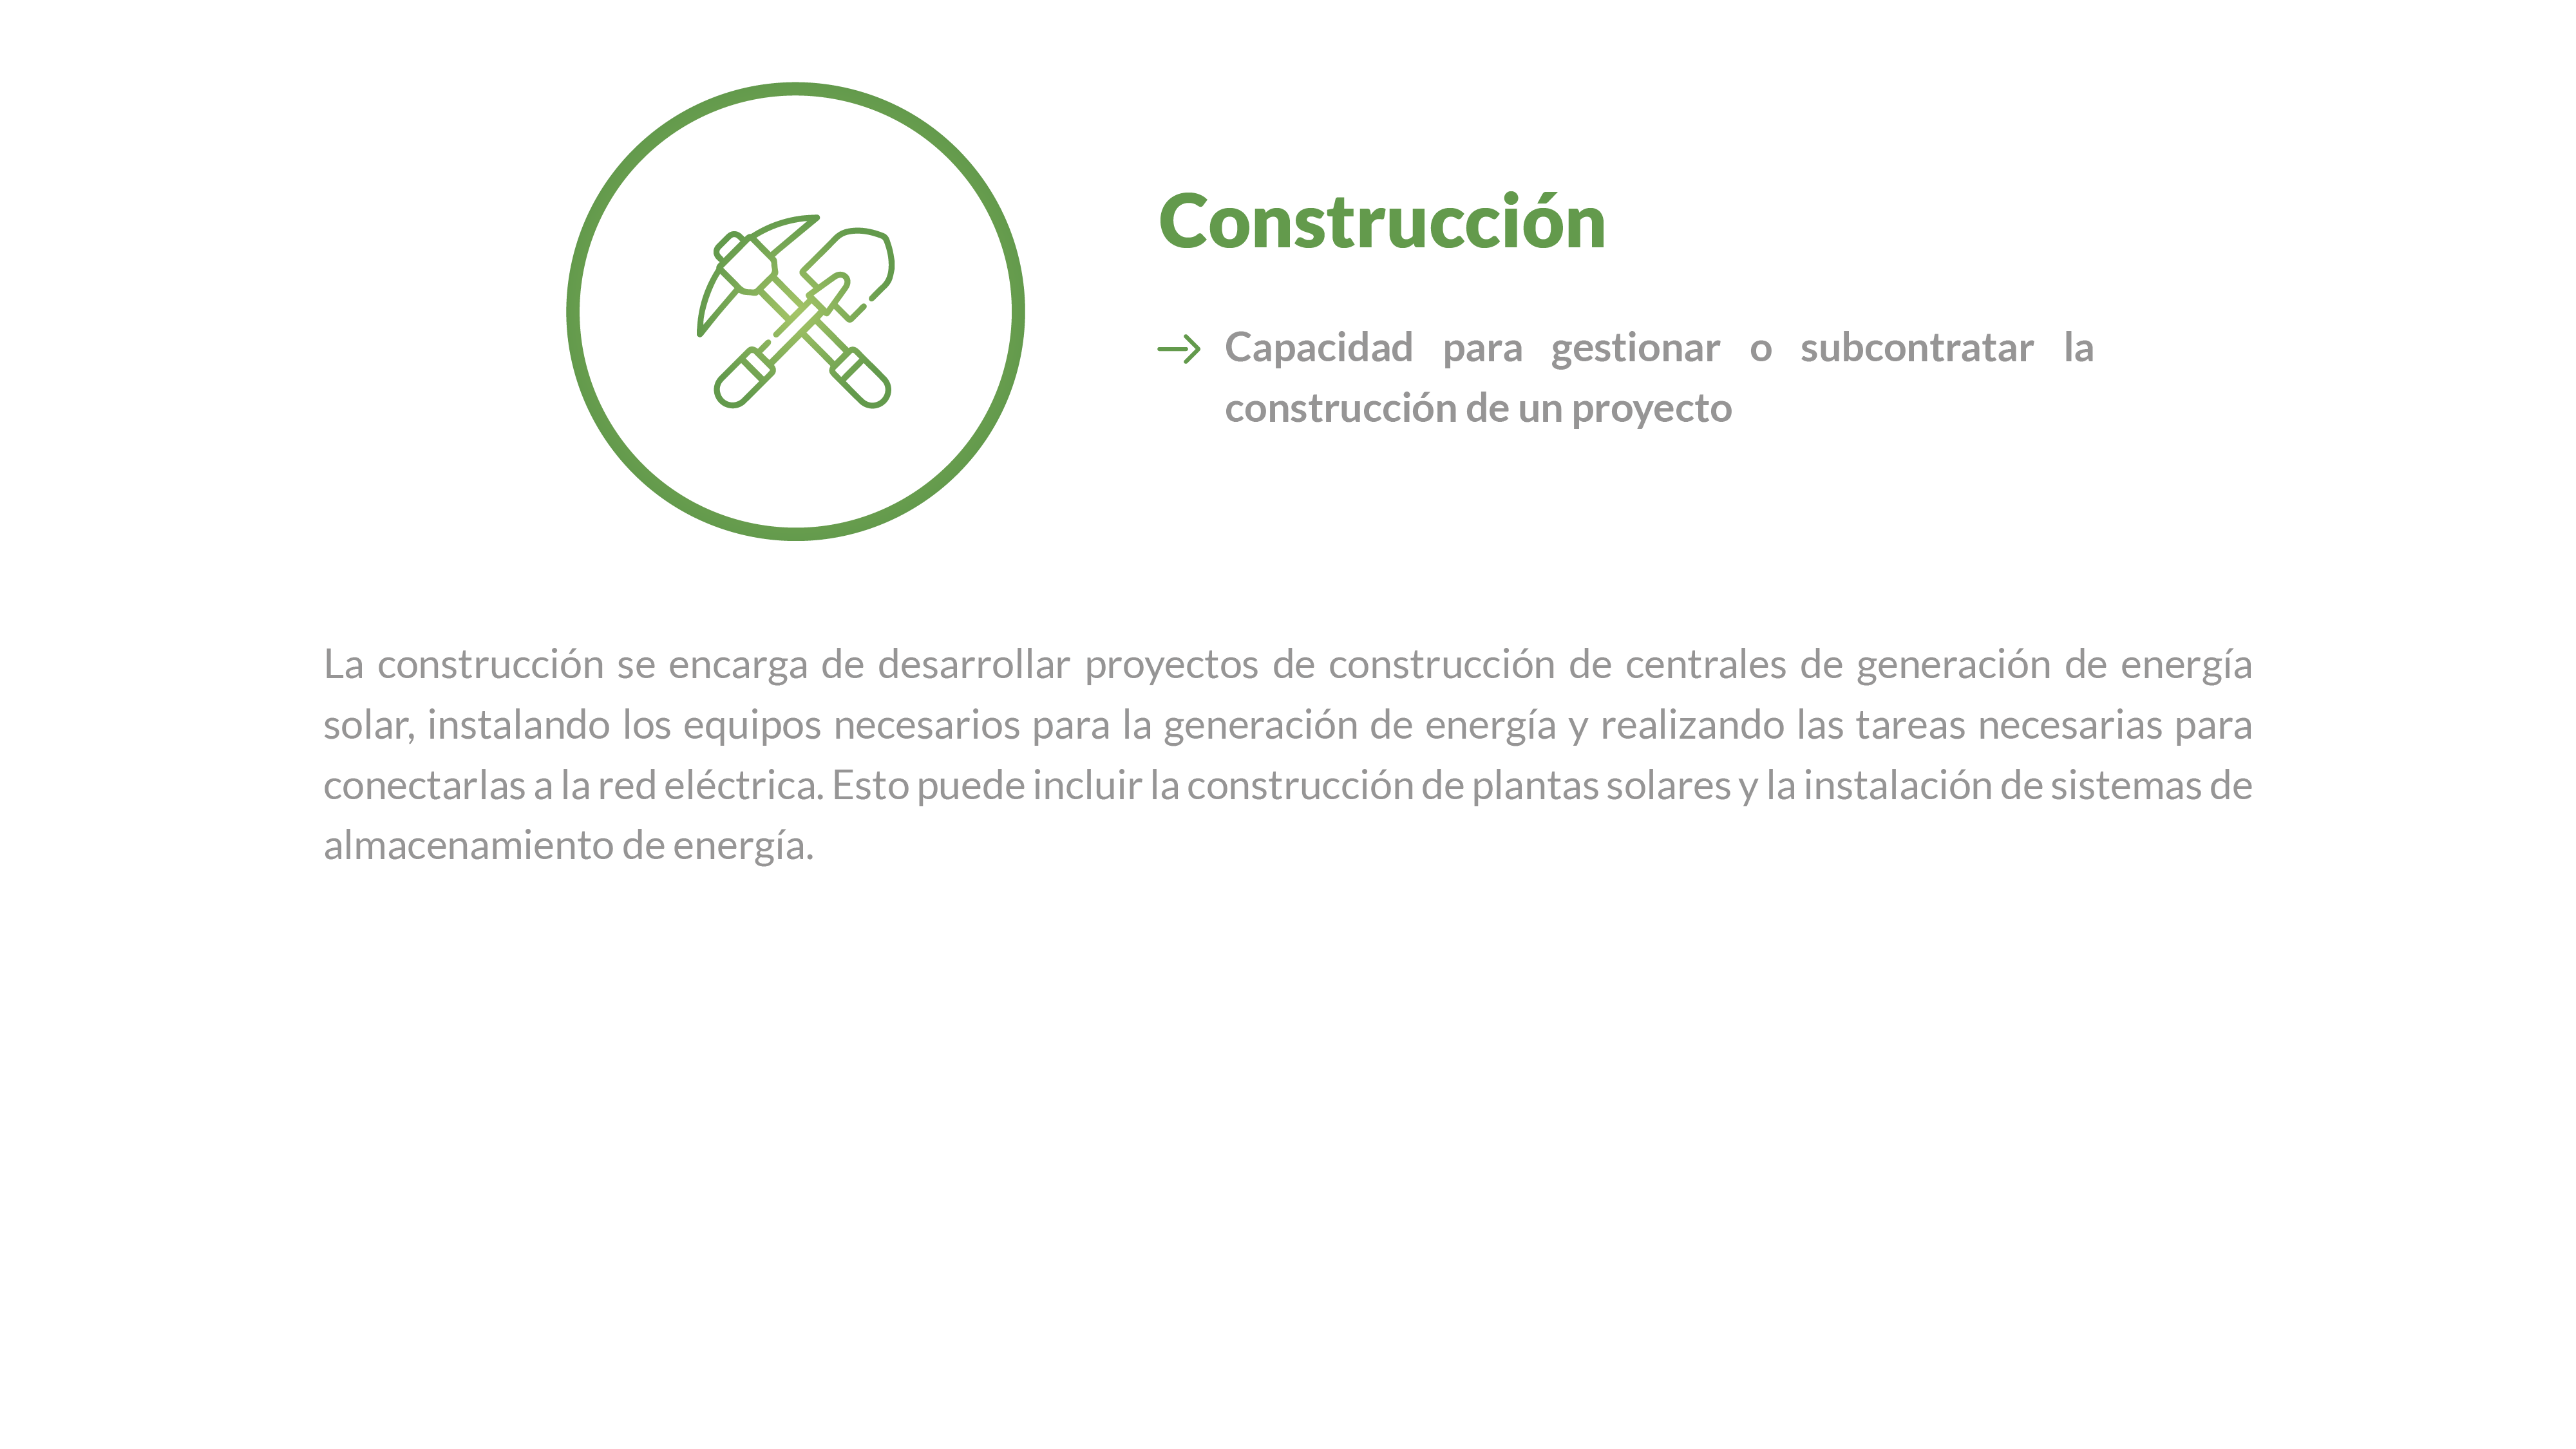 Construcción
Capacidad para gestionar o subcontratar la
construcción de un proyecto
La construcción se encarga de desarrollar proyectos de construcción de centrales de generación de energía
solar, instalando los equipos necesarios para la generación de energía y realizando las tareas necesarias para
conectarlas a la red eléctrica. Esto puede incluir la construcción de plantas solares y la instalación de sistemas de
almacenamiento de energía.